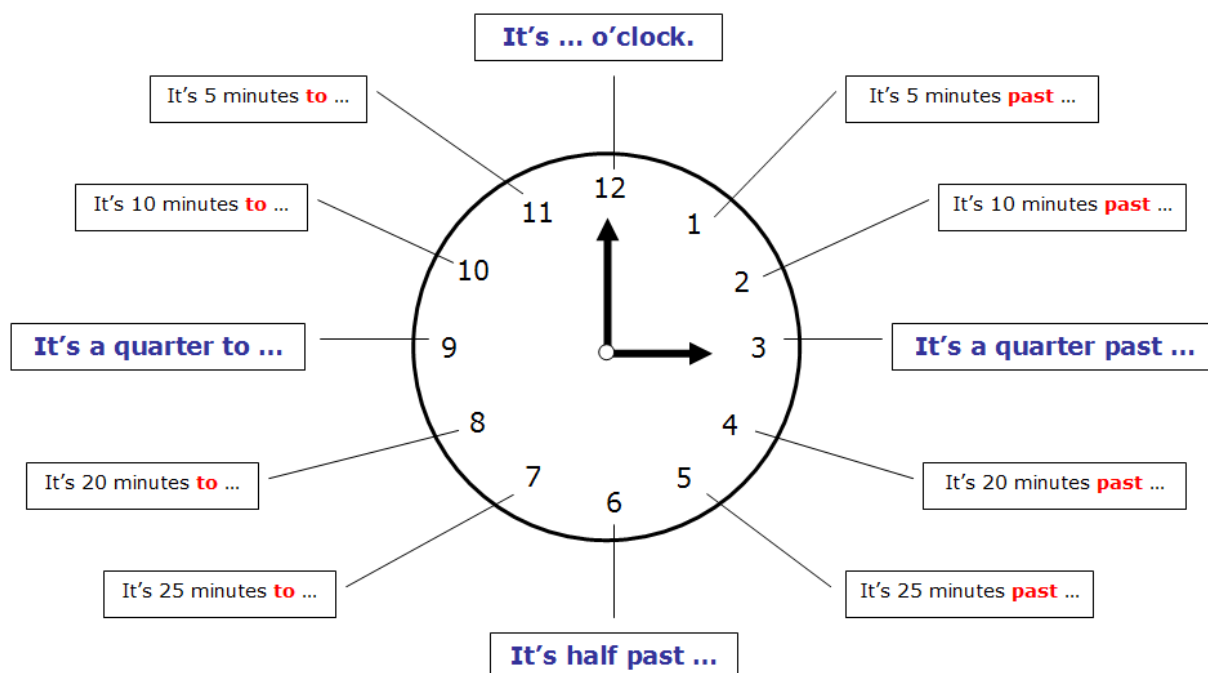 It’s ... o’clock.
It’s 5 minutes to ...
It’s 5 minutes past ...
It’s 10 minutes to ...
It’s 10 minutes past ...
12
11
1
10
2
It’s a quarter to ...
9
3
It’s a quarter past ...
8
4
7
5
6
It’s 20 minutes to ...
It’s 20 minutes past ...
It’s 25 minutes to ...
It’s 25 minutes past ...
It’s half past ...